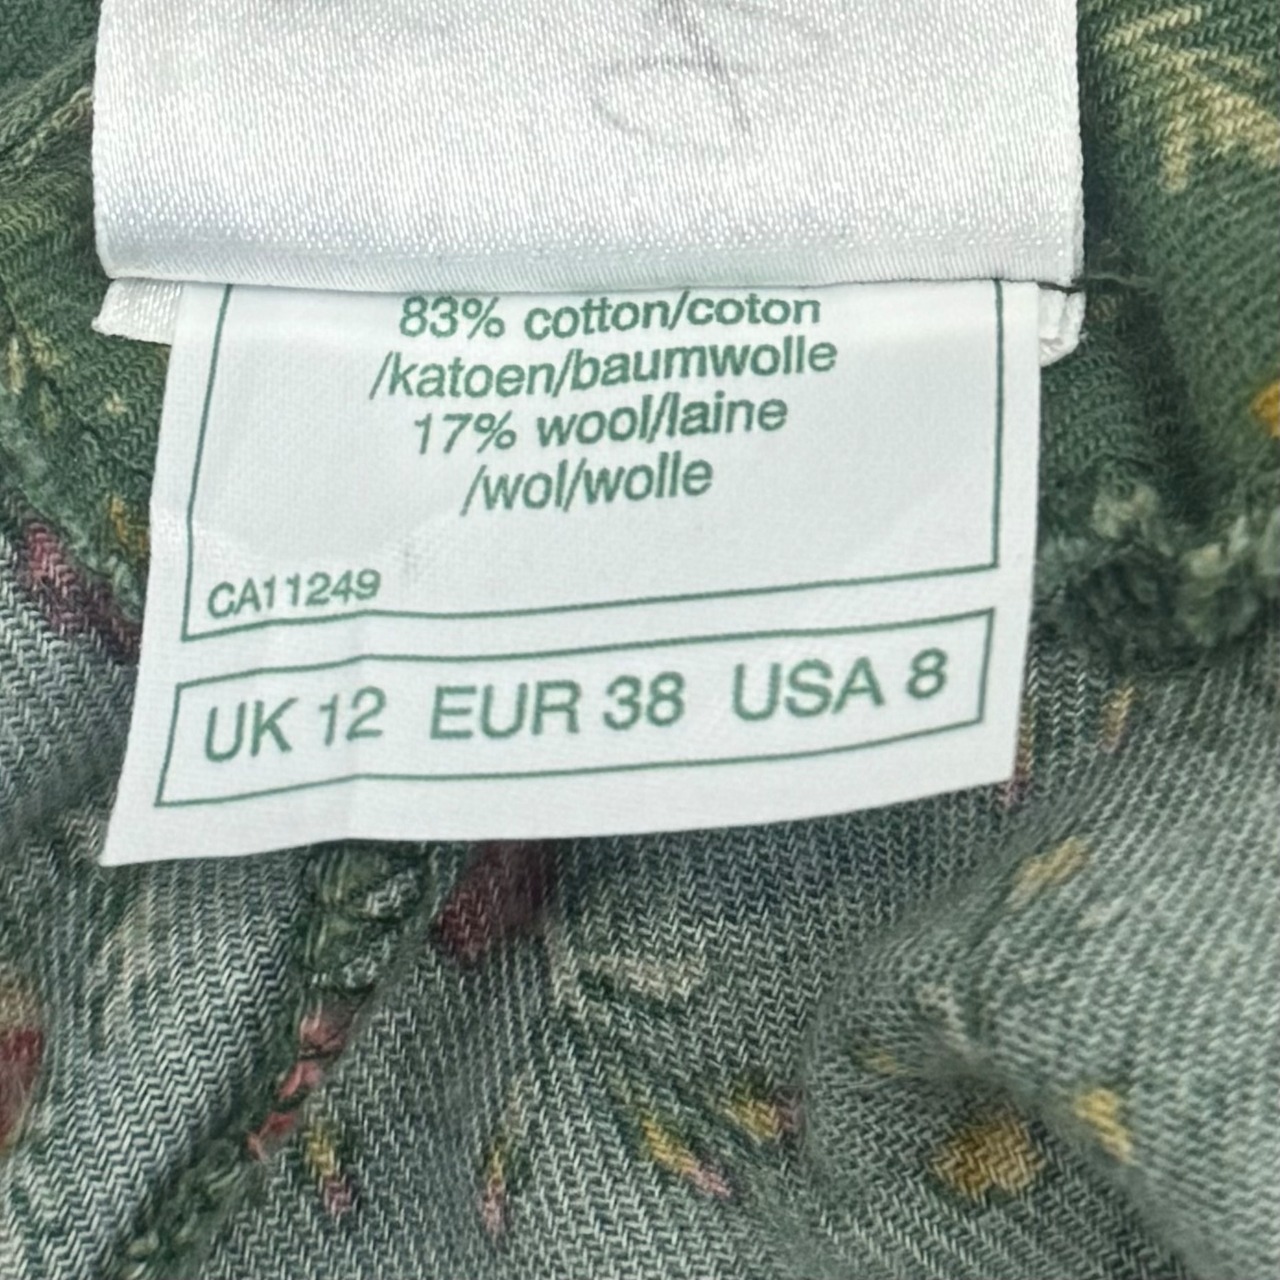 83% cotton/coton
/katoen/baumwolle
17% wool/laine
/wol/wolle
CA11249
UK 12 EUR 38 USA 8